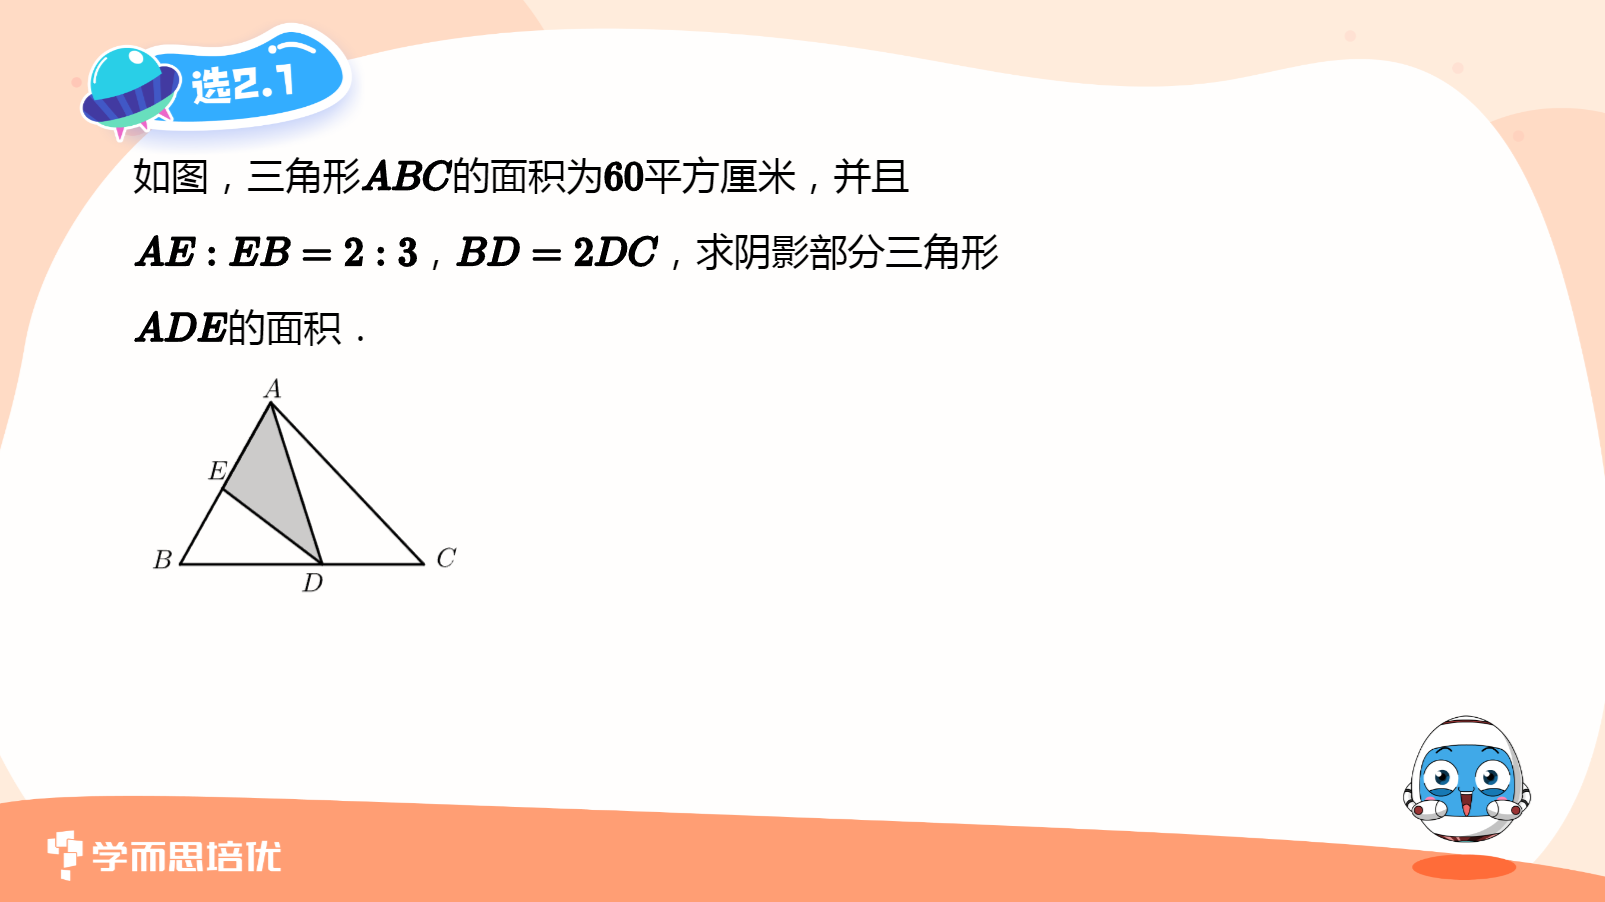 选2.1
如图，三角形ABC的面积为60平方厘米，并且
AE : EB = 2 : 3，BD = 2DC，求阴影部分三角形
ADE的面积．
A
E
B
C
D
学而思培优